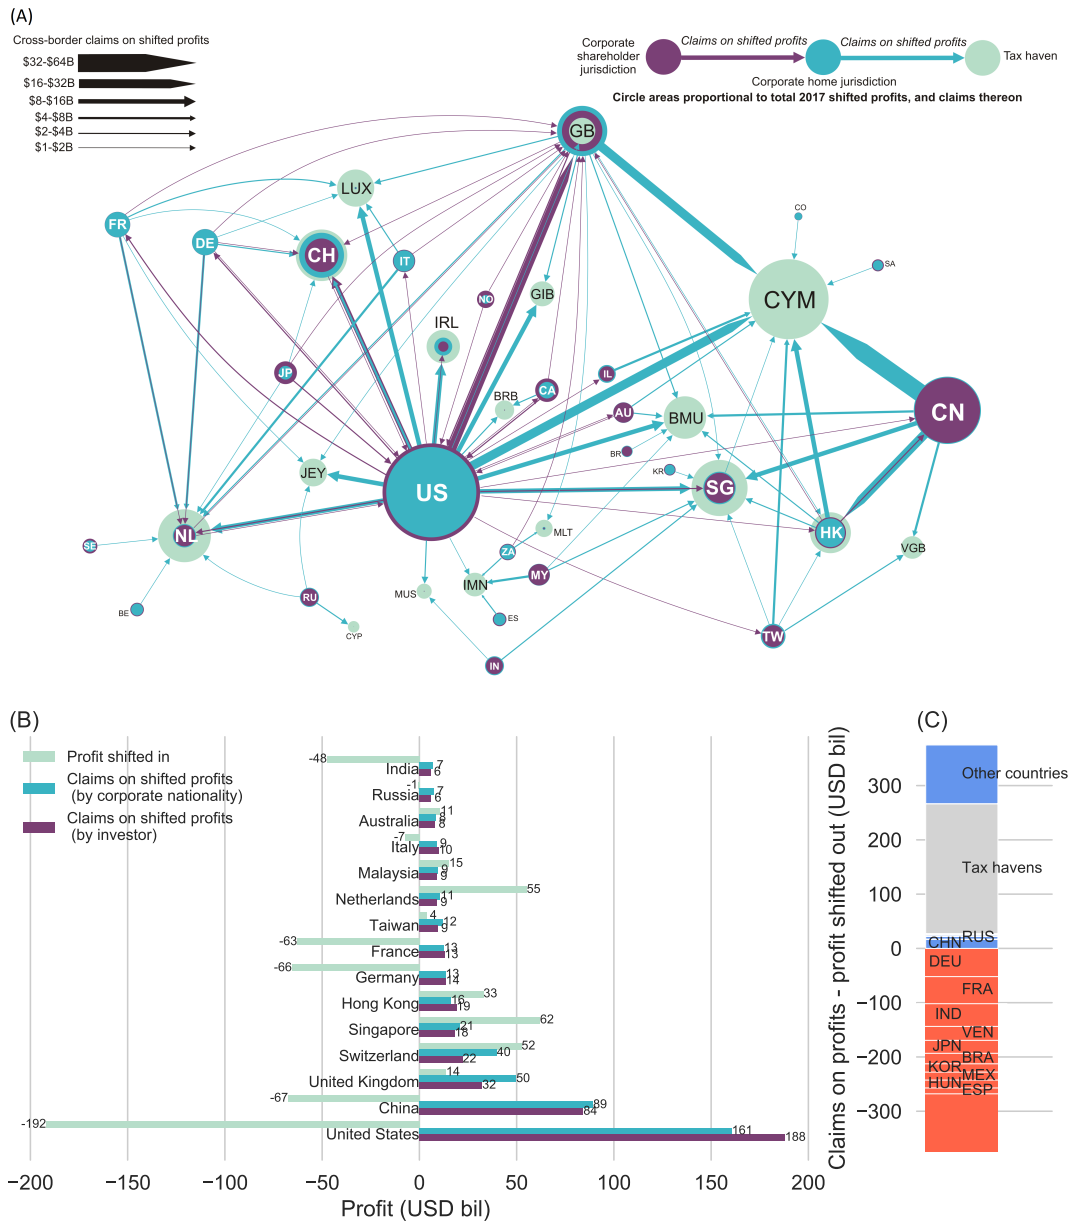 (A)
Cross-border claims on shifted profits
$32-$64B
$16-$32B
$8-$16B
$4-$8B
$2-$4B
$1-$2B
Corporate
shareholder
jurisdiction
Claims on shifted profits
Claims on shifted profits
Tax haven
Corporate home jurisdiction
Circle areas proportional to total 2017 shifted profits, and claims thereon
GB
LUX
CO
FR
DE
CH
IT
SA
GIB
CYM
NO
IRL
JP
IL
CA
BRB
AU
BMU
CN
BR
KR
JEY
US
SG
NL
MLT
HK
SE
ZA
VGB
MY
IMN
MUS
RU
BE
ES
CYP
TW
IN
(B)
Profit shifted in
Claims on shifted profits
(by corporate nationality)
Claims on shifted profits
(by investor)
-48
India
7
6
-1
Russia
7
6
11
Australia
8
8
-7
Italy
9
10
15
Malaysia
9
9
55
Netherlands
11
9
4
Taiwan
12
9
-63
France
13
13
-66
Germany
13
14
33
Hong Kong
16
19
62
Singapore
21
18
52
Switzerland
40
22
14
United Kingdom
50
32
-67
China
89
84
-192
United States
161
188
−200 −150 −100 −50 0 50 100 150 200
Profit (USD bil)
(C)
Claims on profits - profit shifted out (USD bil)
300
200
100
0
−100
−200
−300
Other countries
Tax havens
RUS
CHN
DEU
FRA
IND
VEN
JPN
BRA
KOR
MEX
HUN
ESP